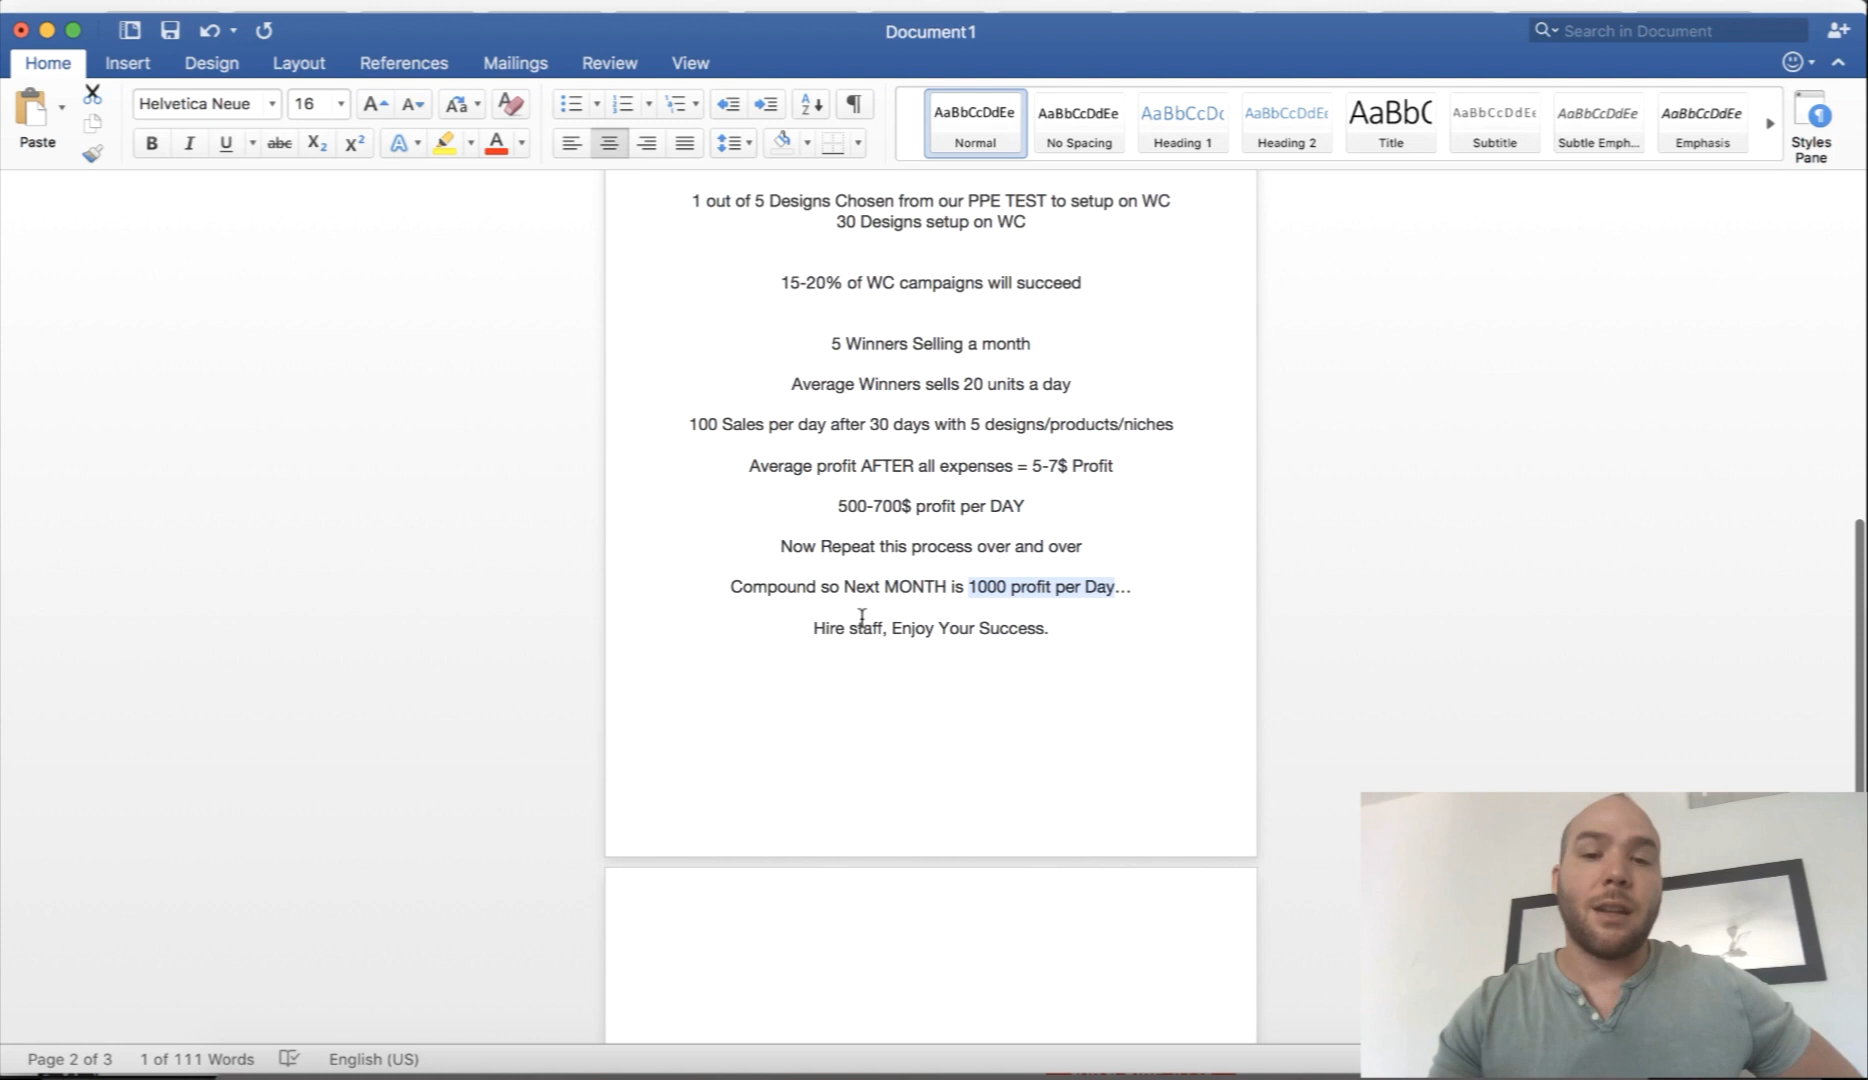 Document1
Search in Document
Home Insert Design Layout References Mailings Review View
Paste
Helvetica Neue 16
AaBbCcDdEe AaBbCcDdEe AaBbCcDc AaBbCcDdEe AaBbC AaBbCcDdEe AaBbCcDdEe AaBbCcDdEe
Normal No Spacing Heading 1 Heading 2 Title Subtitle Subtle Emph... Emphasis
Styles
Pane
1 out of 5 Designs Chosen from our PPE TEST to setup on WC
30 Designs setup on WC
15-20% of WC campaigns will succeed
5 Winners Selling a month
Average Winners sells 20 units a day
100 Sales per day after 30 days with 5 designs/products/niches
Average profit AFTER all expenses = 5-7$ Profit
500-700$ profit per DAY
Now Repeat this process over and over
Compound so Next MONTH is 1000 profit per Day…
Hire staff, Enjoy Your Success.
Page 2 of 3 1 of 111 Words English (US)